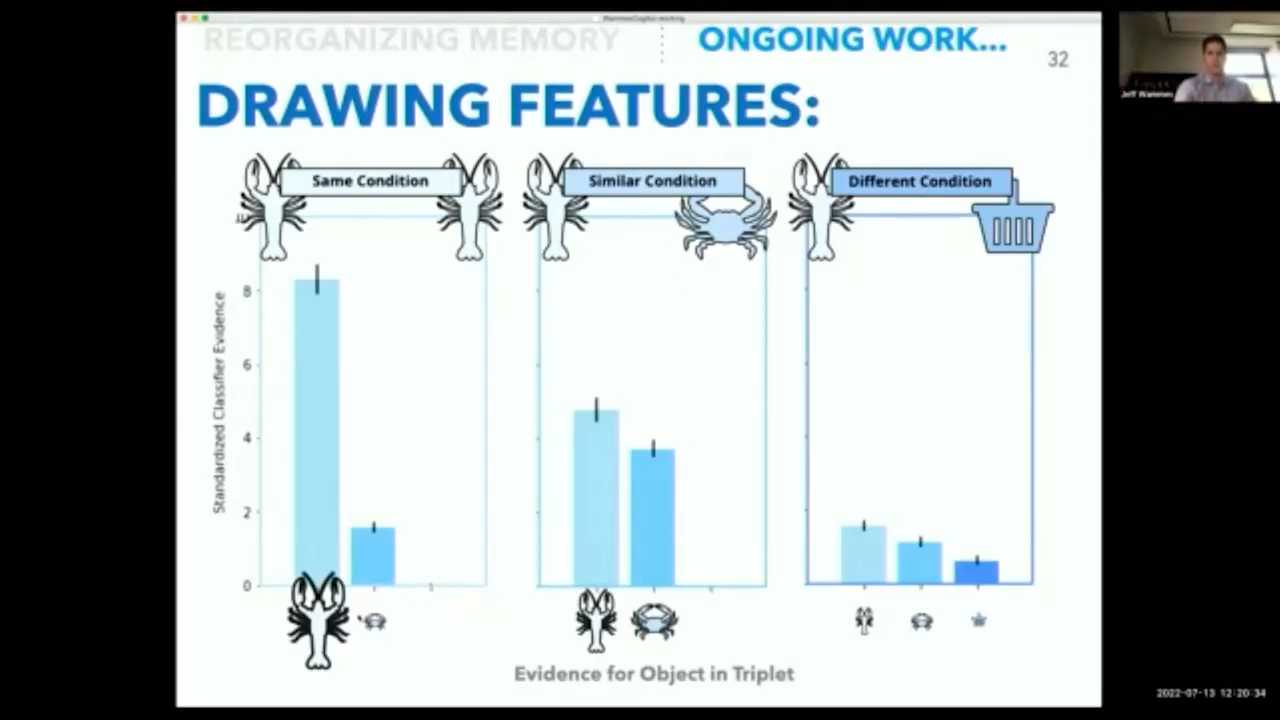 REORGANIZING MEMORY
ONGOING WORK...
32
DRAWING FEATURES:
Same Condition
Similar Condition
Different Condition
Standardized Classifier Evidence
8
6
4
2
0
Evidence for Object in Triplet
Jeff Wammes
2022-07-13 12:20:34